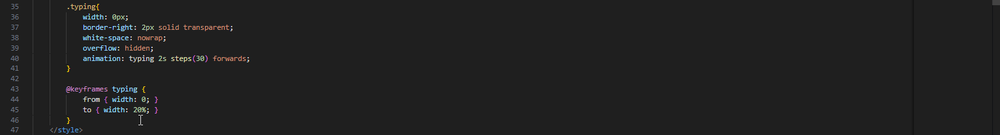 35 .typing{
36 width: 0px;
37 border-right: 2px solid transparent;
38 white-space: nowrap;
39 overflow: hidden;
40 animation: typing 2s steps(30) forwards;
41 }
42
43 @keyframes typing {
44 from { width: 0; }
45 to { width: 20%; }
46 }
47 </style>